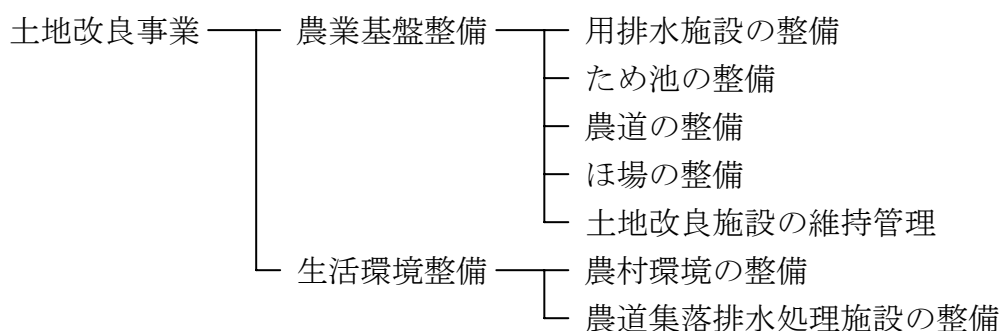 土地改良事業 農業基盤整備 用排水施設の整備
ため池の整備
農道の整備
ほ場の整備
土地改良施設の維持管理
生活環境整備 農村環境の整備
農道集落排水処理施設の整備